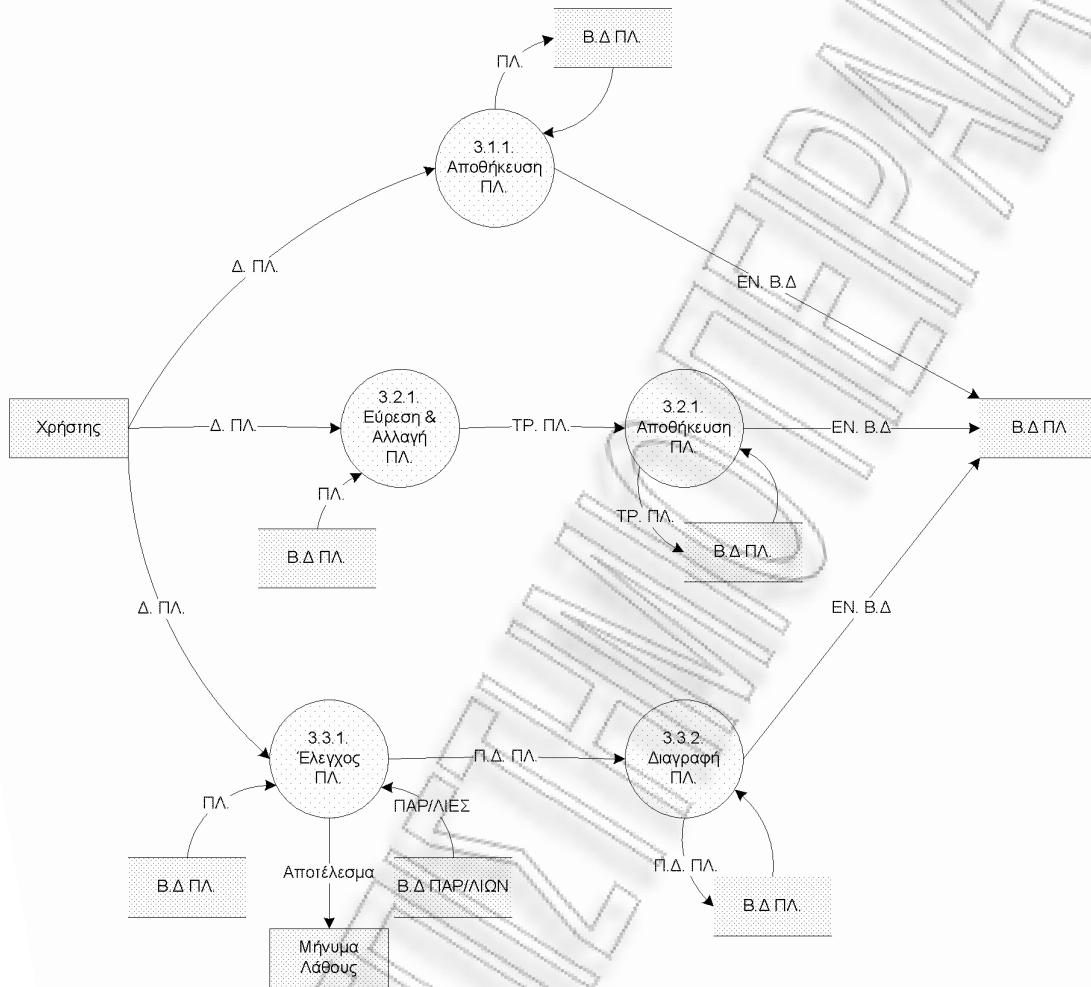 Β.Δ ΠΛ.
ΠΛ.
3.1.1.
Αποθήκευση
ΠΛ.
Δ. ΠΛ.
ΕΝ. Β.Δ
Χρήστης
Δ. ΠΛ.
3.2.1.
Εύρεση &
Αλλαγή
ΠΛ.
ΤΡ. ΠΛ.
3.2.1.
Αποθήκευση
ΠΛ.
ΕΝ. Β.Δ
Β.Δ ΠΛ
ΠΛ.
Β.Δ ΠΛ.
ΤΡ. ΠΛ.
Β.Δ ΠΛ.
Δ. ΠΛ.
ΕΝ. Β.Δ
3.3.1.
Έλεγχος
ΠΛ.
Π.Δ. ΠΛ.
3.3.2.
Διαγραφή
ΠΛ.
ΠΛ.
ΠΑΡ/ΛΙΕΣ
Β.Δ ΠΛ.
Αποτέλεσμα
Β.Δ ΠΑΡ/ΛΙΩΝ
Π.Δ. ΠΛ.
Β.Δ ΠΛ.
Μήνυμα
Λάθους